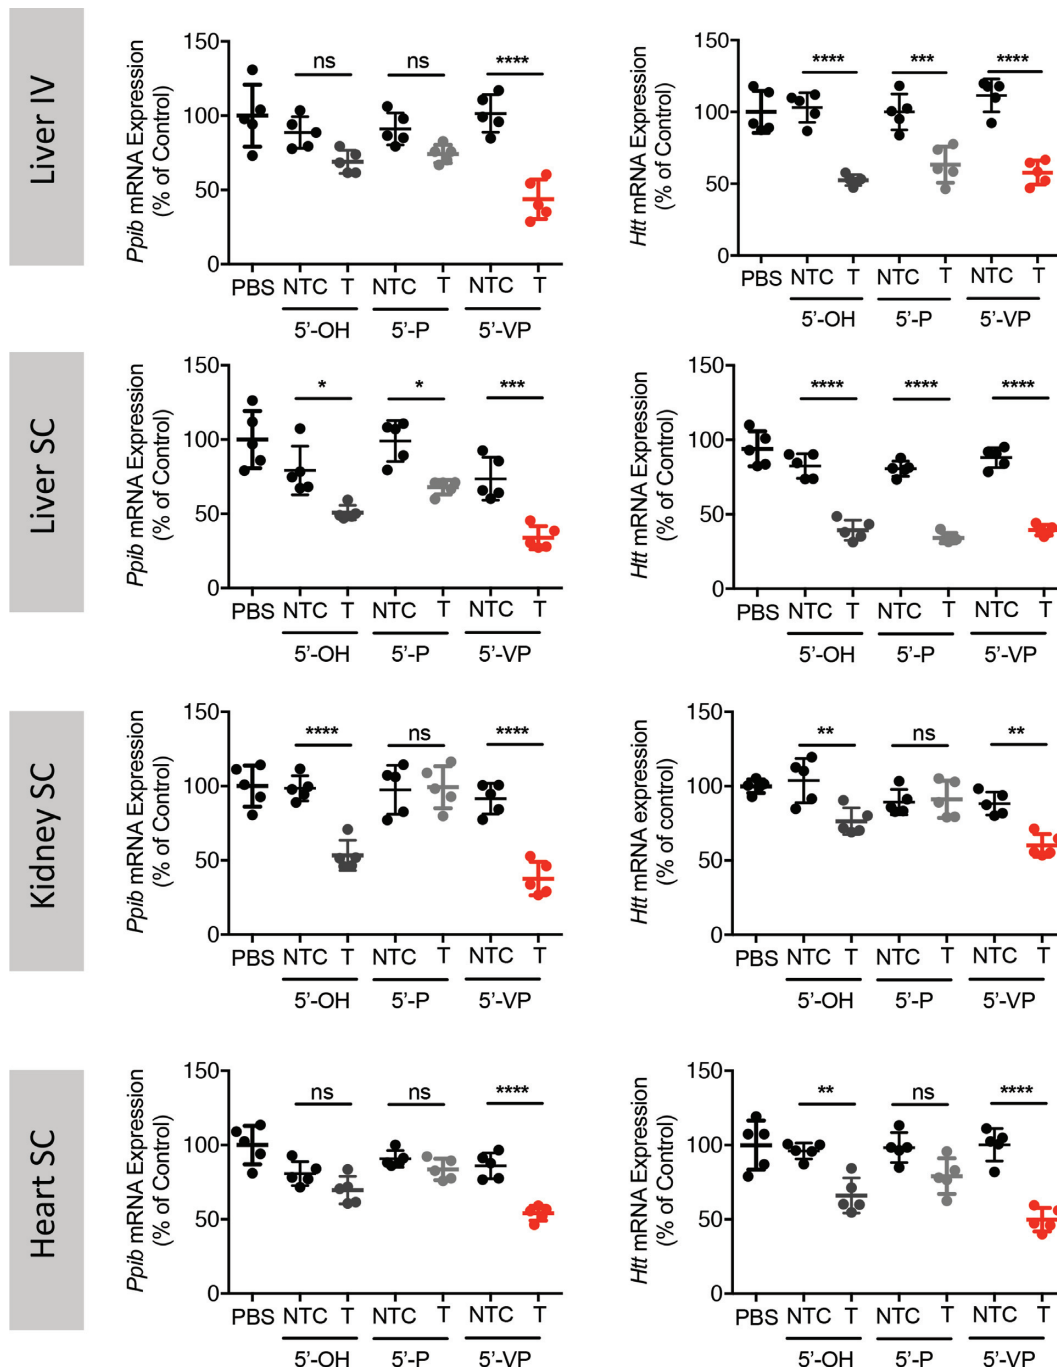 Liver IV
Ppib mRNA Expression
(% of Control)
150
100
50
0
ns
ns
****
PBS NTC T NTC T NTC T
5’-OH 5’-P 5’-VP
Htt mRNA Expression
(% of Control)
150
100
50
0
****
***
****
PBS NTC T NTC T NTC T
5’-OH 5’-P 5’-VP
Liver SC
Ppib mRNA Expression
(% of Control)
150
100
50
0
*
*
***
PBS NTC T NTC T NTC T
5’-OH 5’-P 5’-VP
Htt mRNA Expression
(% of Control)
150
100
50
0
****
****
****
PBS NTC T NTC T NTC T
5’-OH 5’-P 5’-VP
Kidney SC
Ppib mRNA Expression
(% of Control)
150
100
50
0
****
ns
****
PBS NTC T NTC T NTC T
5’-OH 5’-P 5’-VP
Htt mRNA expression
(% of control)
150
100
50
0
**
ns
**
PBS NTC T NTC T NTC T
5’-OH 5’-P 5’-VP
Heart SC
Ppib mRNA Expression
(% of Control)
150
100
50
0
ns
ns
****
PBS NTC T NTC T NTC T
5’-OH 5’-P 5’-VP
Htt mRNA Expression
(% of Control)
150
100
50
0
**
ns
****
PBS NTC T NTC T NTC T
5’-OH 5’-P 5’-VP